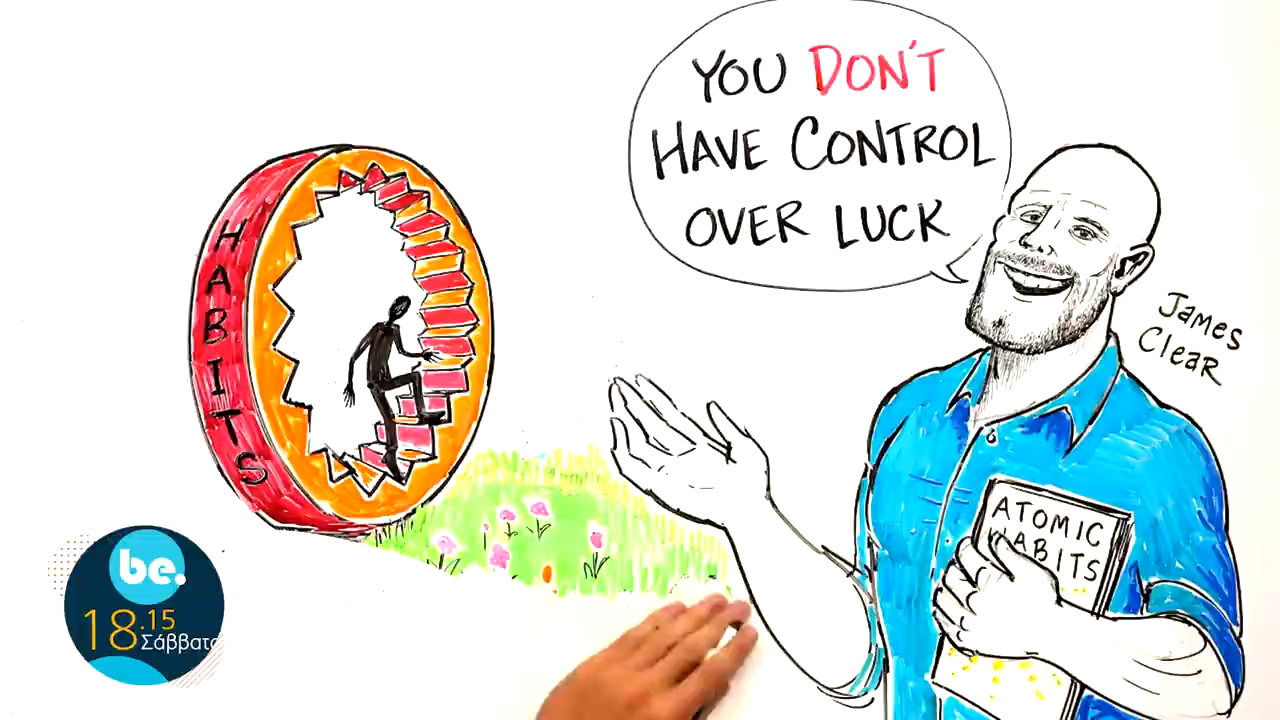 YOU DON'T
HAVE CONTROL
OVER LUCK
HABITS
James
Clear
ATOMIC
HABITS
be.
18.15
Σάββατο